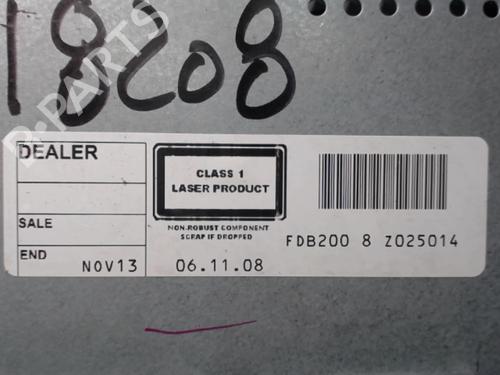 T8208
B-PARTS
DEALER
SALE
END
NOV13
CLASS 1
LASER PRODUCT
NON-ROBUST COMPONENT
SCRAP IF DROPPED
06.11.08
FDB200 8 Z025014